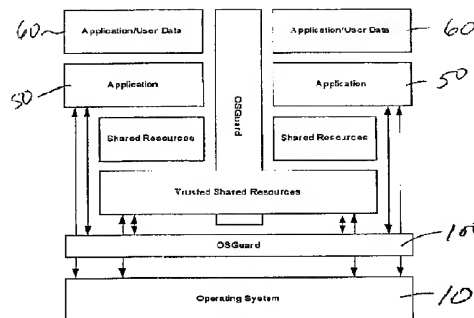 60
Application/User Data
Application/User Data
60
50
Application
Application
50
OSGuard
Shared Resources
Shared Resources
Trusted Shared Resources
OSGuard
100
Operating System
10